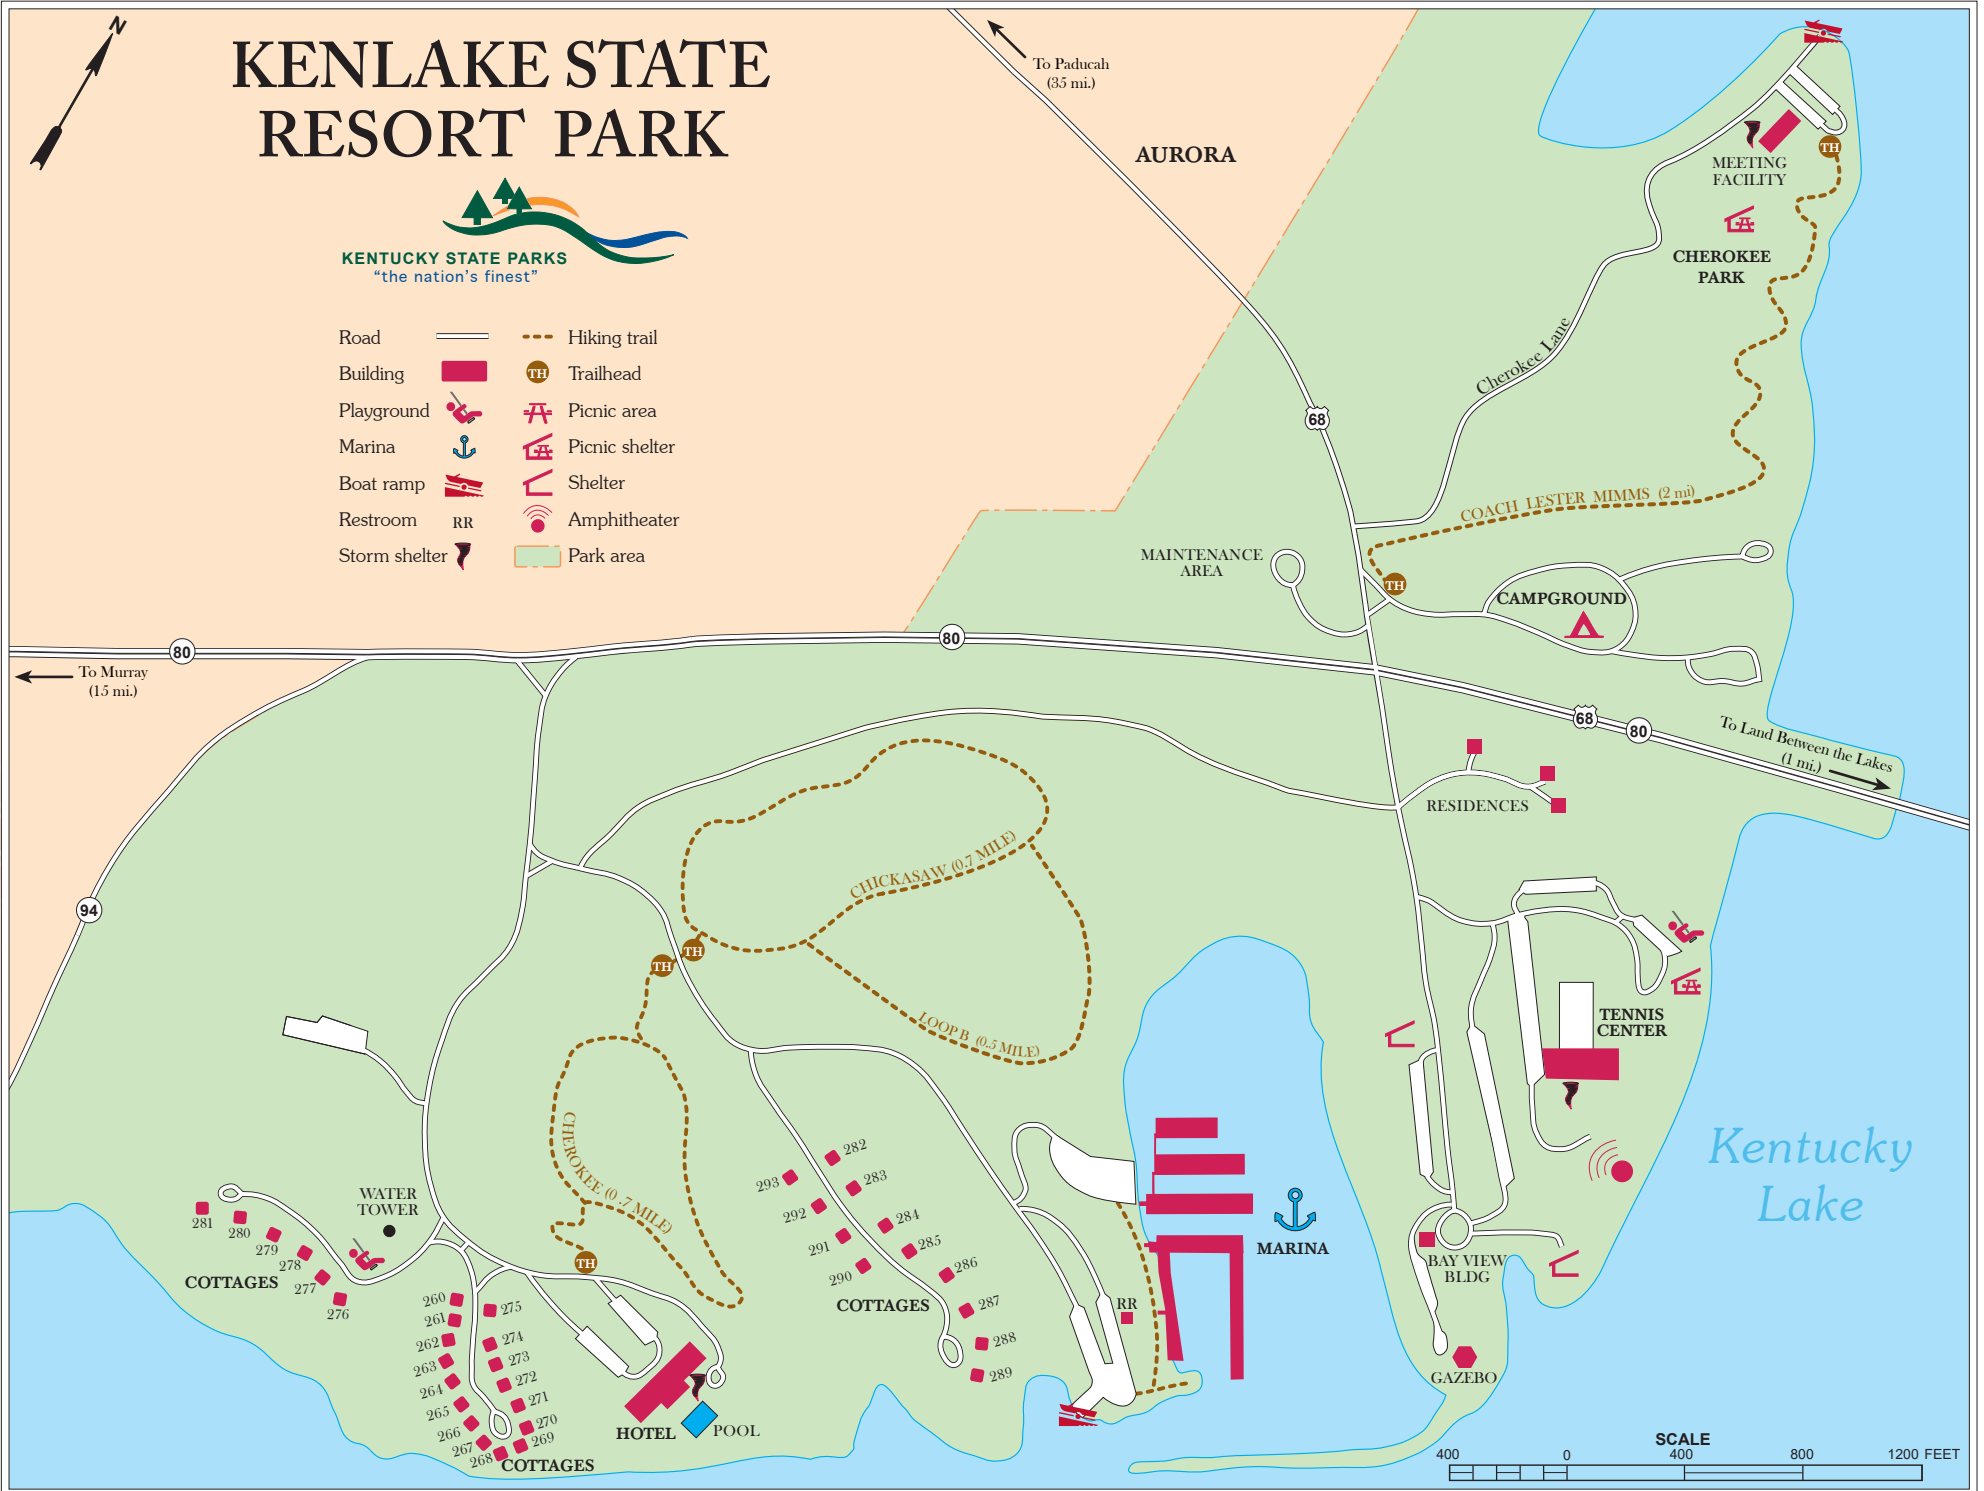 N
KENLAKE STATE
RESORT PARK
KENTUCKY STATE PARKS
“the nation’s finest”
Road
Hiking trail
Building
TH
Trailhead
Playground
Picnic area
Marina
Picnic shelter
Boat ramp
Shelter
Restroom
RR
Amphitheater
Storm shelter
Park area
To Paducah
(35 mi.)
AURORA
MEETING
FACILITY
TH
CHEROKEE
PARK
Cherokee Lane
68
COACH LESTER MIMMS (2 mi)
MAINTENANCE
AREA
TH
CAMPGROUND
80
80
To Murray
(15 mi.)
68
80
To Land Between the Lakes
(1 mi.)
RESIDENCES
94
CHICKASAW (0.7 MILE)
TH
TH
LOOP B (0.5 MILE)
TENNIS
CENTER
CHEROKEE (0 .7 MILE)
Kentucky
Lake
WATER
TOWER
281
280
279
278
277
276
COTTAGES
293
292
291
290
282
283
284
285
286
287
288
289
COTTAGES
MARINA
BAY VIEW
BLDG
TH
RR
260
261
262
263
264
265
266
267
268
275
274
273
272
271
270
269
COTTAGES
HOTEL
POOL
GAZEBO
SCALE
400
0
400
800
1200 FEET